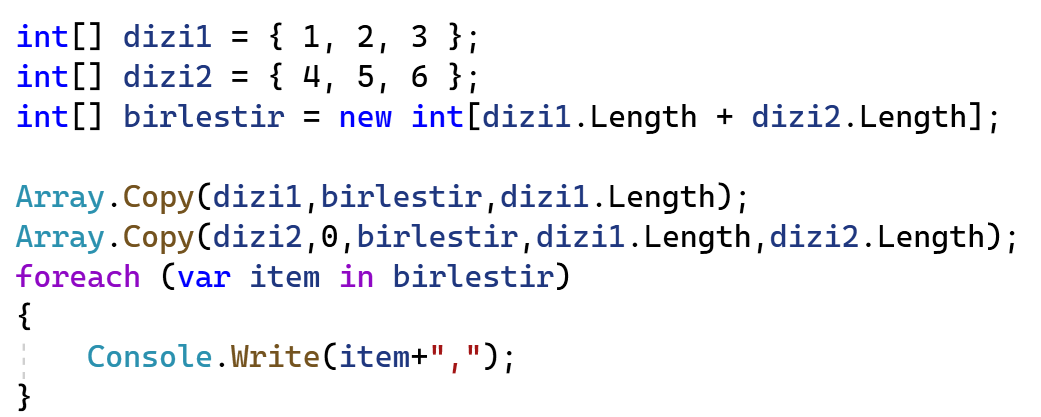 int[] dizi1 = { 1, 2, 3 };
int[] dizi2 = { 4, 5, 6 };
int[] birlestir = new int[dizi1.Length + dizi2.Length];
Array.Copy(dizi1,birlestir,dizi1.Length);
Array.Copy(dizi2,0,birlestir,dizi1.Length,dizi2.Length);
foreach (var item in birlestir)
{
    Console.Write(item+",");
}